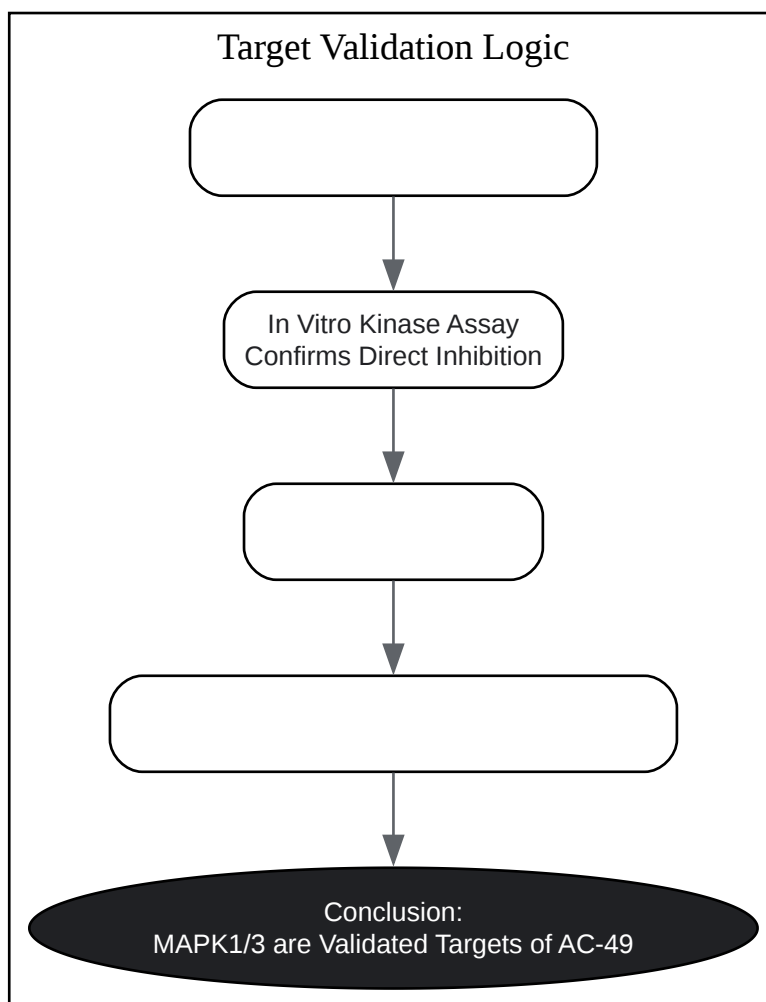 Target Validation Logic
In Vitro Kinase Assay
Confirms Direct Inhibition
Conclusion:
MAPK1/3 are Validated Targets of AC-49